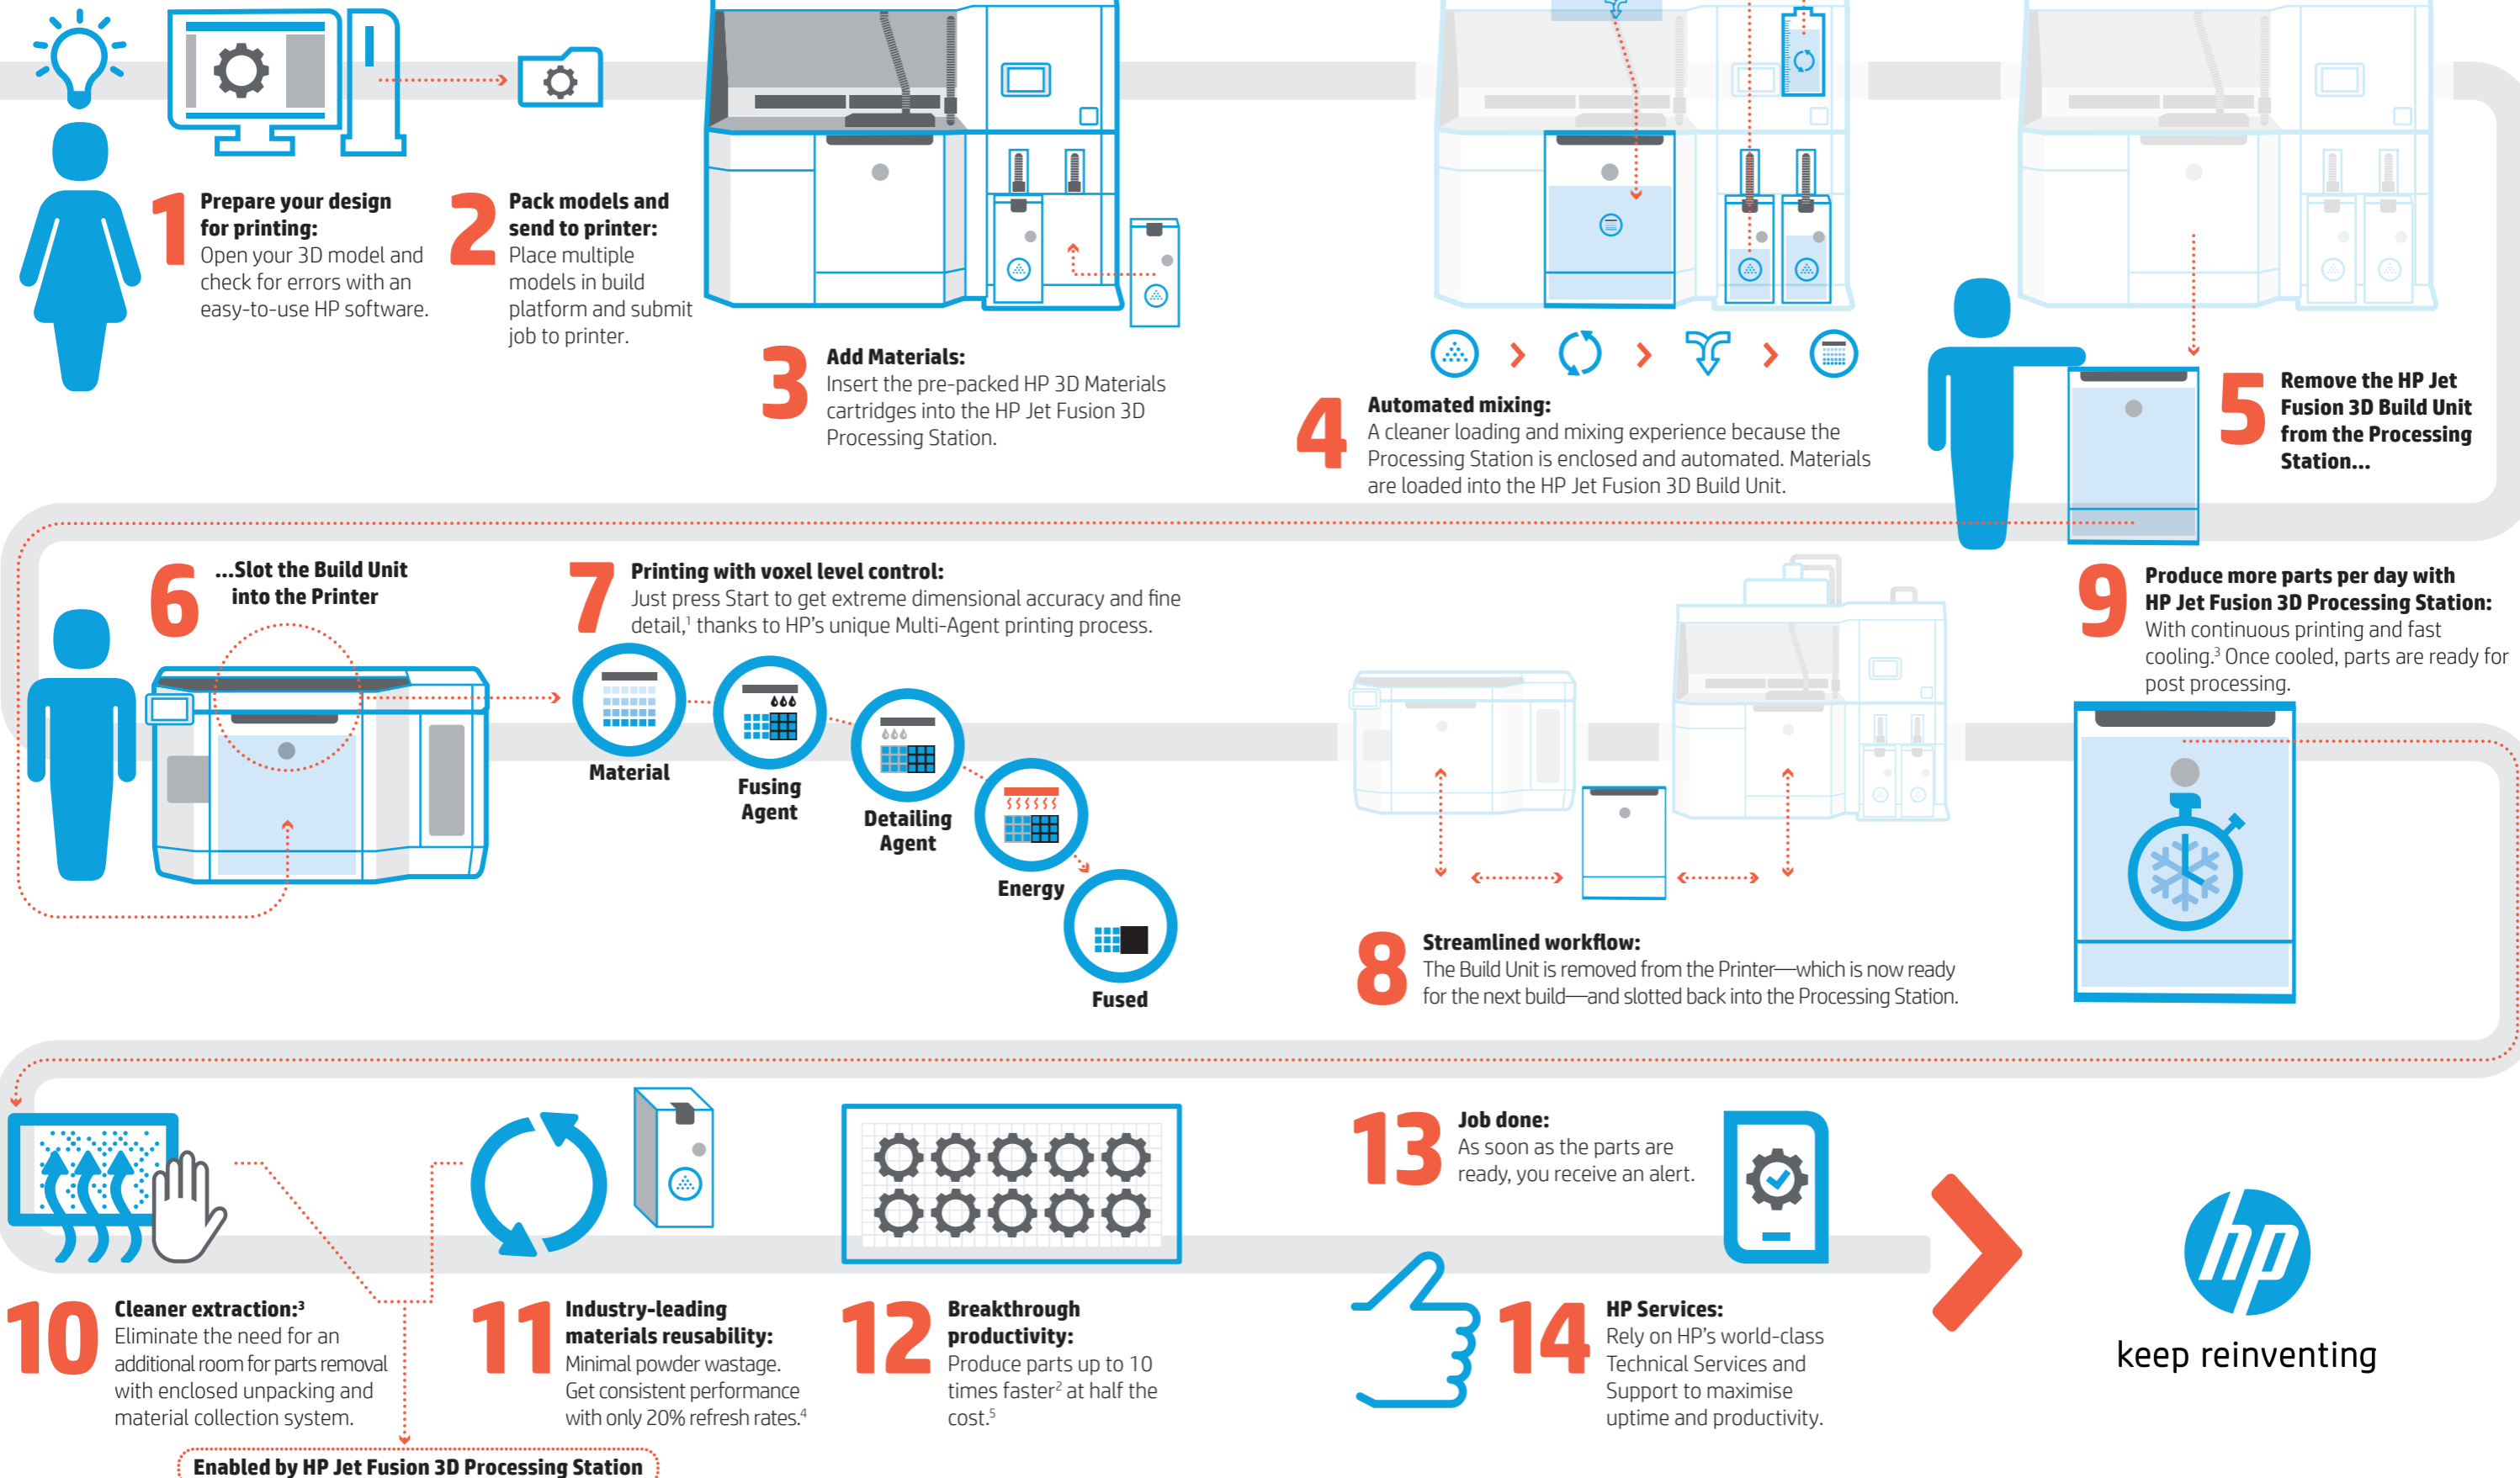 1
Prepare your design
for printing:
Open your 3D model and
check for errors with an
easy-to-use HP software.
2
Pack models and
send to printer:
Place multiple
models in build
platform and submit
job to printer.
3
Add Materials:
Insert the pre-packed HP 3D Materials
cartridges into the HP Jet Fusion 3D
Processing Station.
4
Automated mixing:
A cleaner loading and mixing experience because the
Processing Station is enclosed and automated. Materials
are loaded into the HP Jet Fusion 3D Build Unit.
5
Remove the HP Jet
Fusion 3D Build Unit
from the Processing
Station...
6
...Slot the Build Unit
into the Printer
7
Printing with voxel level control:
Just press Start to get extreme dimensional accuracy and fine
detail,¹ thanks to HP's unique Multi-Agent printing process.
Material
Fusing
Agent
Detailing
Agent
Energy
Fused
8
Streamlined workflow:
The Build Unit is removed from the Printer—which is now ready
for the next build—and slotted back into the Processing Station.
9
Produce more parts per day with
HP Jet Fusion 3D Processing Station:
With continuous printing and fast
cooling.³ Once cooled, parts are ready for
post processing.
10
Cleaner extraction:³
Eliminate the need for an
additional room for parts removal
with enclosed unpacking and
material collection system.
11
Industry-leading
materials reusability:
Minimal powder wastage.
Get consistent performance
with only 20% refresh rates.⁴
Enabled by HP Jet Fusion 3D Processing Station
12
Breakthrough
productivity:
Produce parts up to 10
times faster² at half the
cost.⁵
13
Job done:
As soon as the parts are
ready, you receive an alert.
14
HP Services:
Rely on HP's world-class
Technical Services and
Support to maximise
uptime and productivity.
hp
keep reinventing